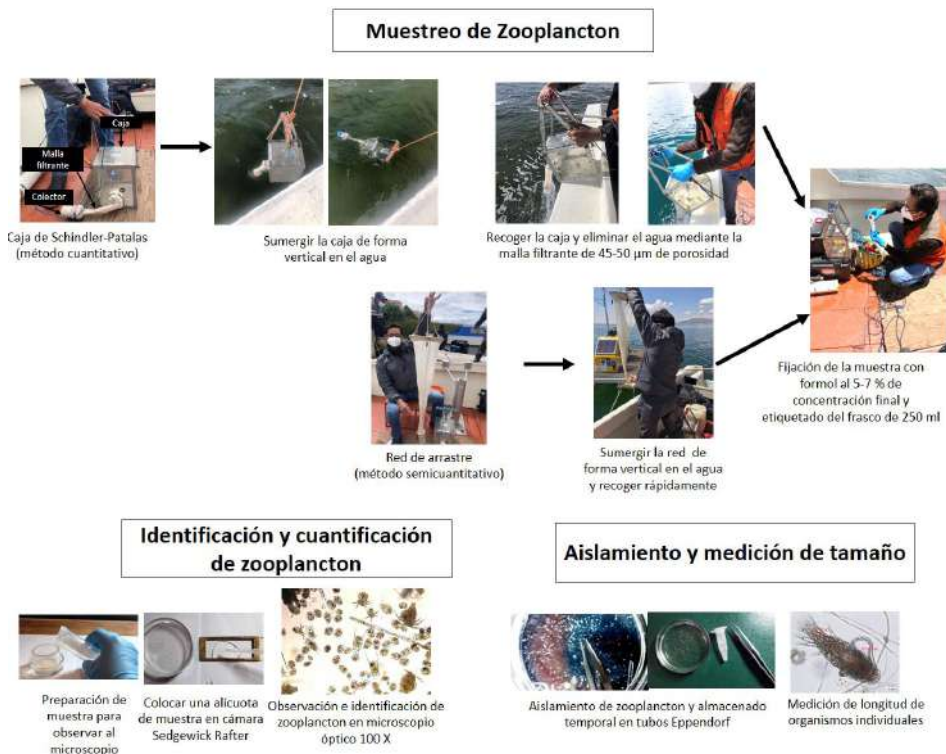 Muestreo de Zooplancton
Caja
Malla
filtrante
Colector
Caja de Schindler-Patalas
(método cuantitativo)
Sumergir la caja de forma
vertical en el agua
Recoger la caja y eliminar el agua mediante la
malla filtrante de 45-50 µm de porosidad
Red de arrastre
(método semicuantitativo)
Sumergir la red de
forma vertical en el agua
y recoger rápidamente
Fijación de la muestra con
formol al 5-7 % de
concentración final y
etiquetado del frasco de 250 ml
Identificación y cuantificación
de zooplancton
Preparación de
muestra para
observar al
microscopio
Colocar una alícuota
de muestra en cámara
Sedgewick Rafter
Observación e identificación de
zooplancton en microscopio
óptico 100 X
Aislamiento y medición de tamaño
Aislamiento de zooplancton y almacenado
temporal en tubos Eppendorf
Medición de longitud de
organismos individuales